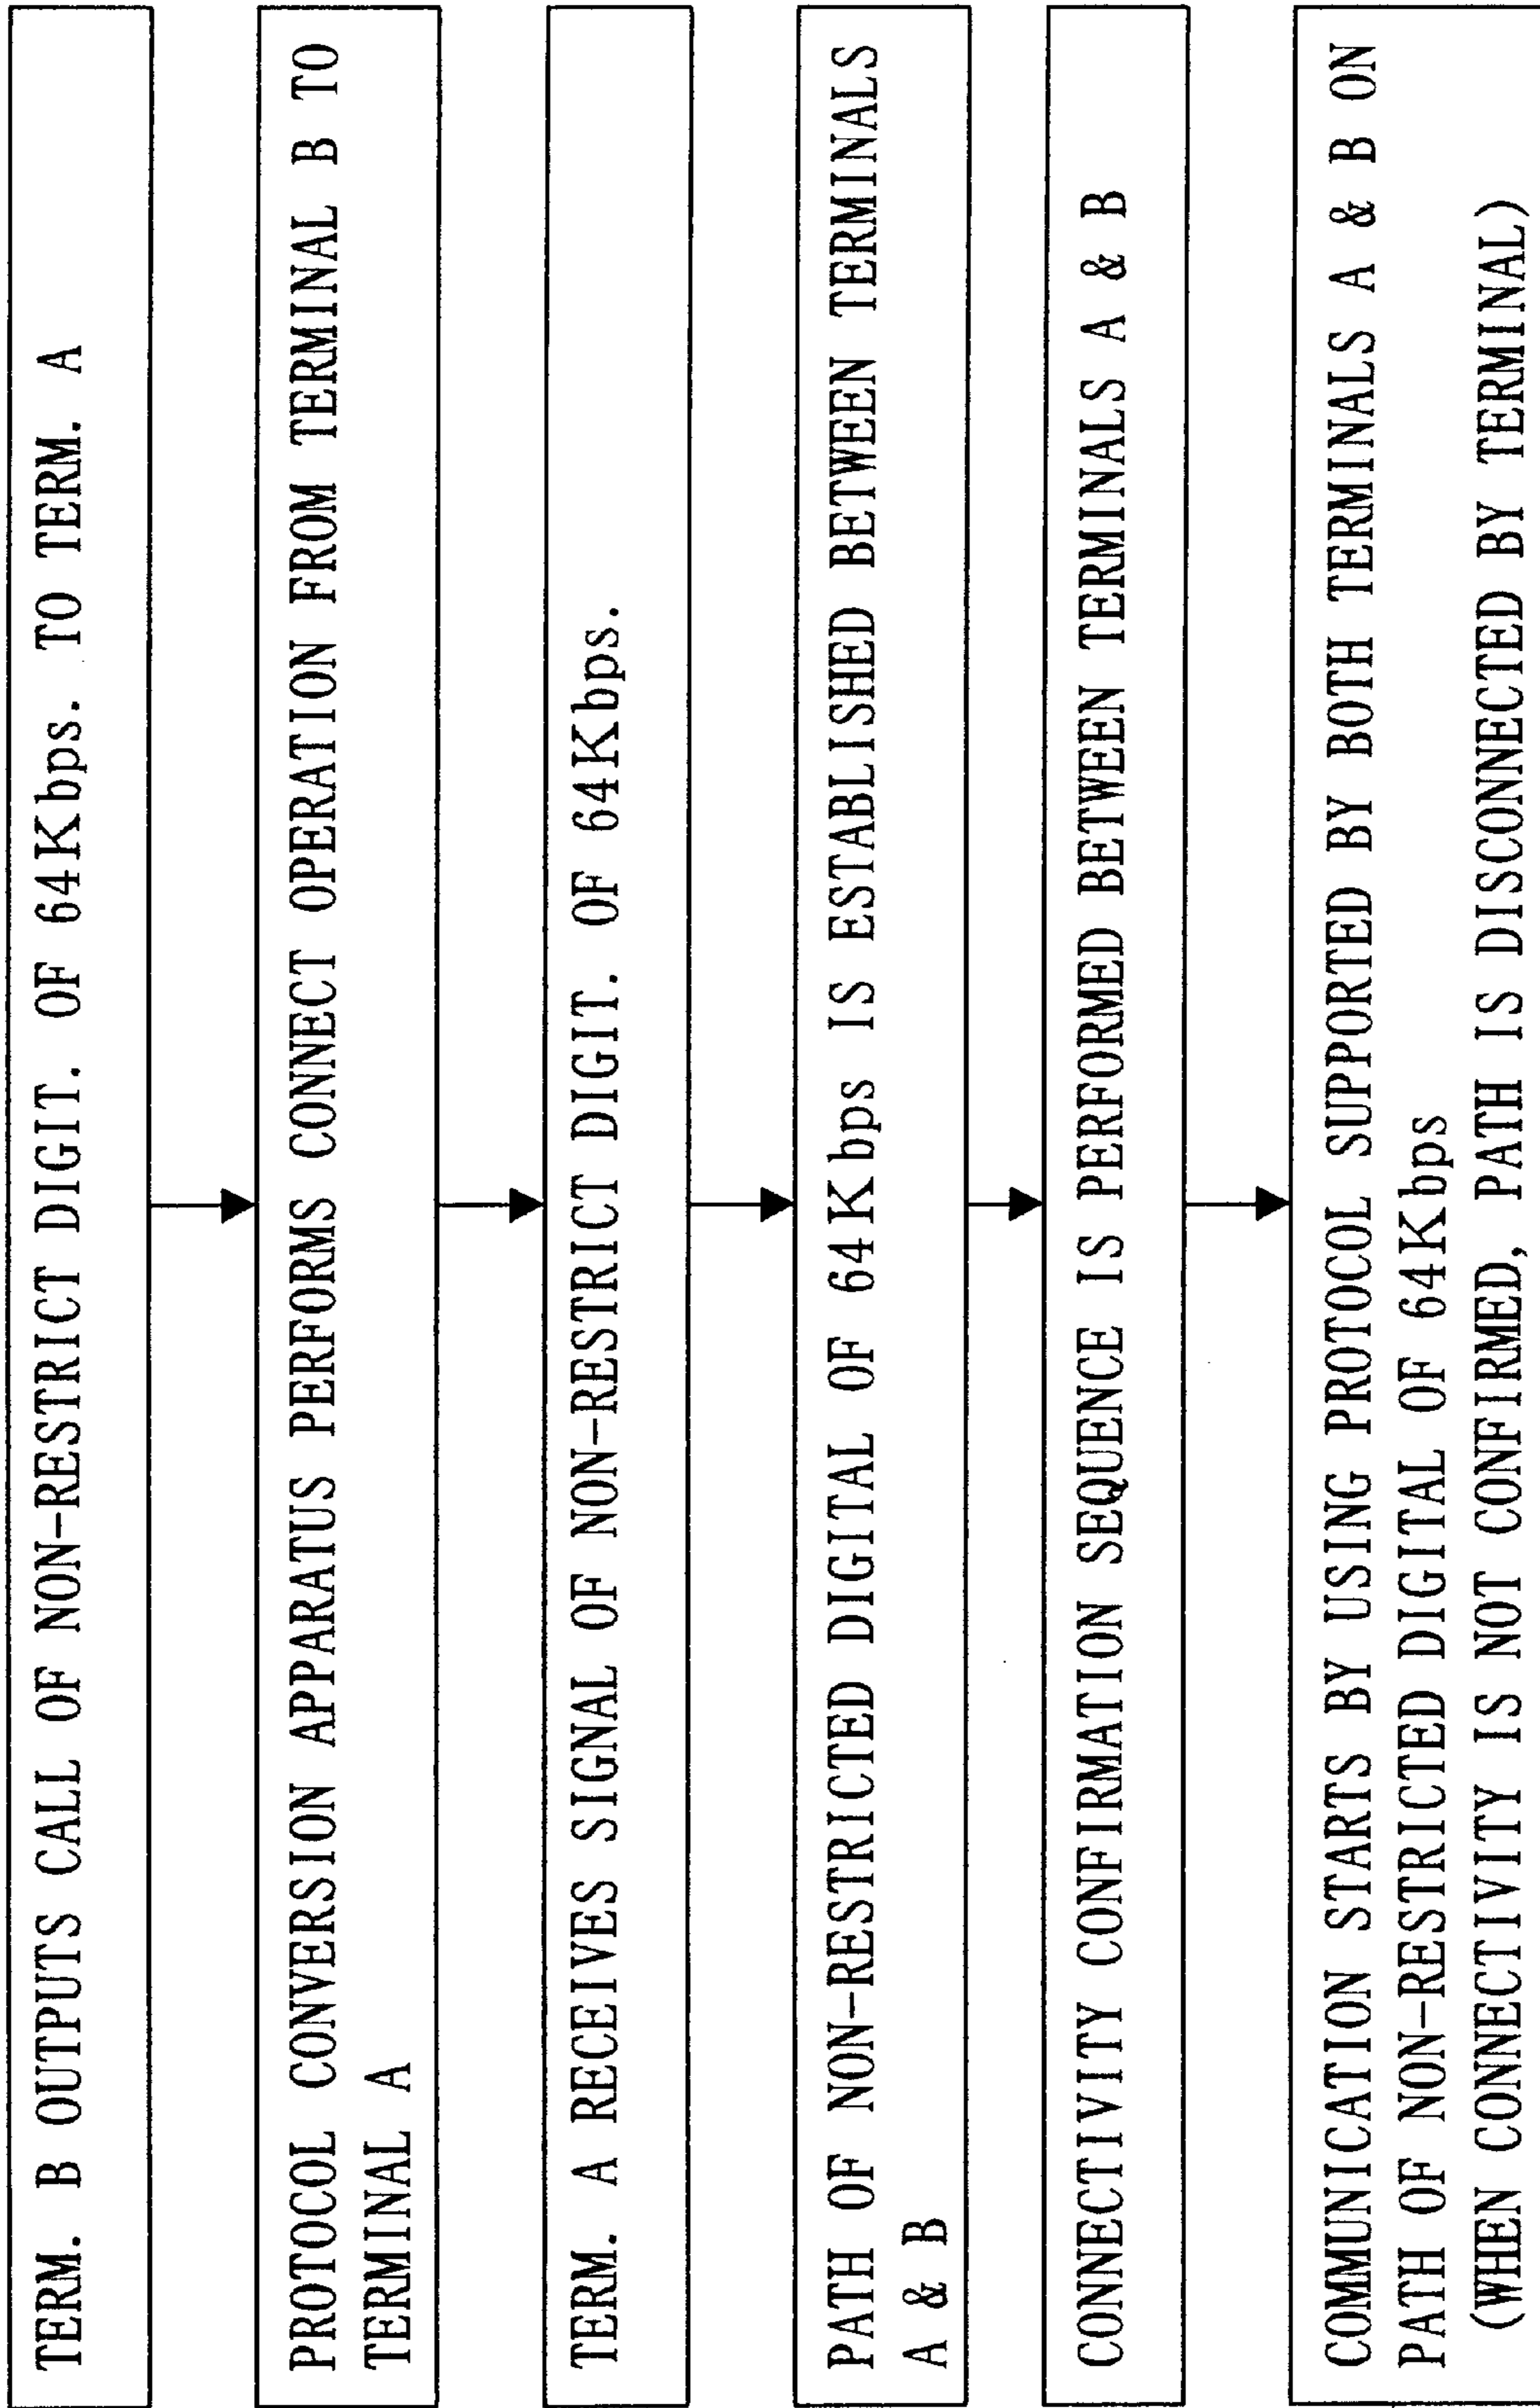 TERM. B OUTPUTS CALL OF NON-RESTRICT DIGIT. OF 64Kbps. TO TERM. A
PROTOCOL CONVERSION APPARATUS PERFORMS CONNECT OPERATION FROM TERMINAL B TO
TERMINAL A
TERM. A RECEIVES SIGNAL OF NON-RESTRICT DIGIT. OF 64Kbps.
PATH OF NON-RESTRICTED DIGITAL OF 64Kbps IS ESTABLISHED BETWEEN TERMINALS
A & B
CONNECTIVITY CONFIRMATION SEQUENCE IS PERFORMED BETWEEN TERMINALS A & B
COMMUNICATION STARTS BY USING PROTOCOL SUPPORTED BY BOTH TERMINALS A & B ON
PATH OF NON-RESTRICTED DIGITAL OF 64Kbps
(WHEN CONNECTIVITY IS NOT CONFIRMED, PATH IS DISCONNECTED BY TERMINAL)